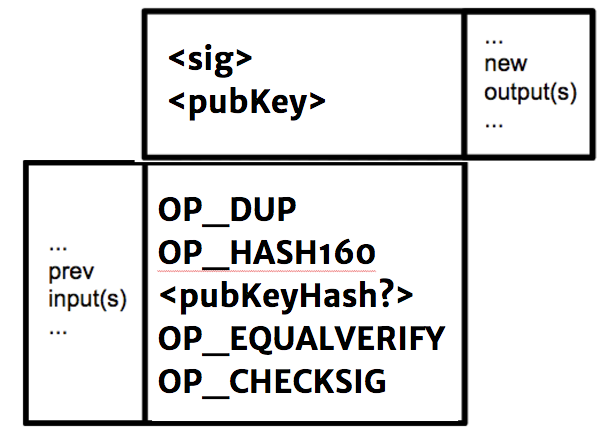 <sig>
<pubKey>
...
new
output(s)
...
...
prev
input(s)
...
OP_DUP
OP_HASH160
<pubKeyHash?>
OP_EQUALVERIFY
OP_CHECKSIG